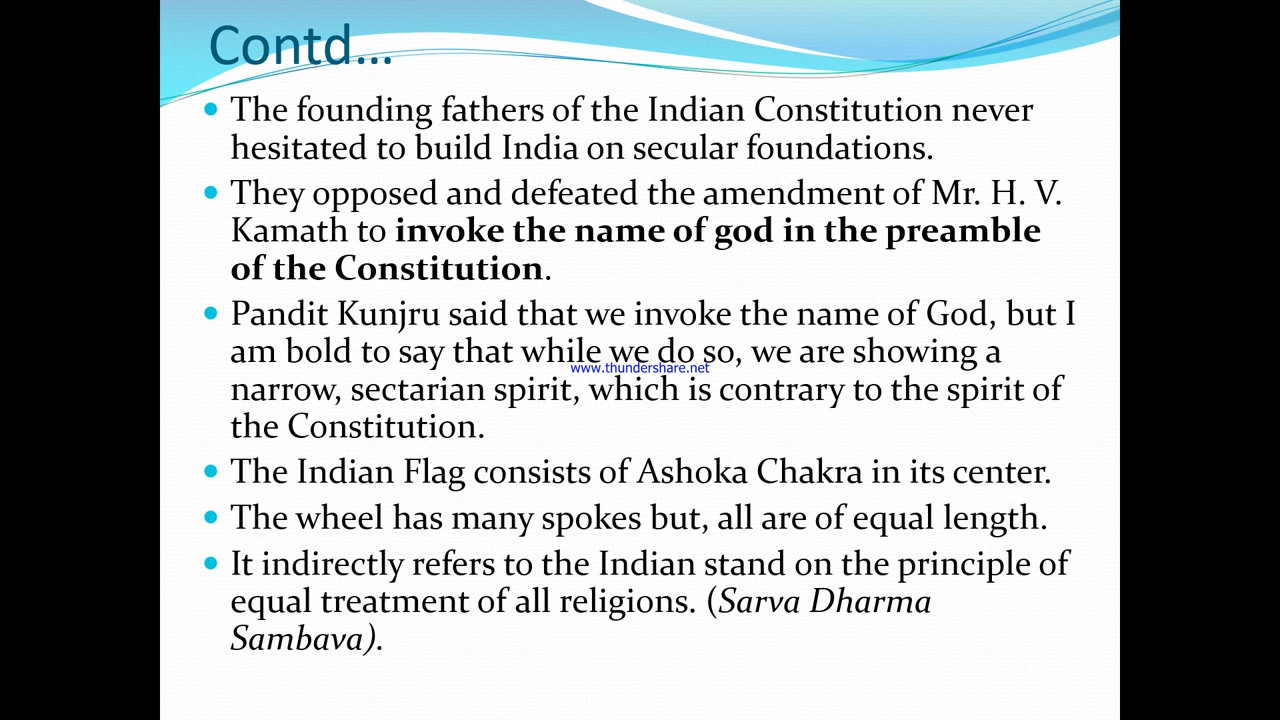 Contd...
• The founding fathers of the Indian Constitution never
hesitated to build India on secular foundations.
• They opposed and defeated the amendment of Mr. H. V.
Kamath to invoke the name of god in the preamble
of the Constitution.
• Pandit Kunjru said that we invoke the name of God, but I
am bold to say that while we do so, we are showing a
www.thundershare.net
narrow, sectarian spirit, which is contrary to the spirit of
the Constitution.
• The Indian Flag consists of Ashoka Chakra in its center.
• The wheel has many spokes but, all are of equal length.
• It indirectly refers to the Indian stand on the principle of
equal treatment of all religions. (Sarva Dharma
Sambava).